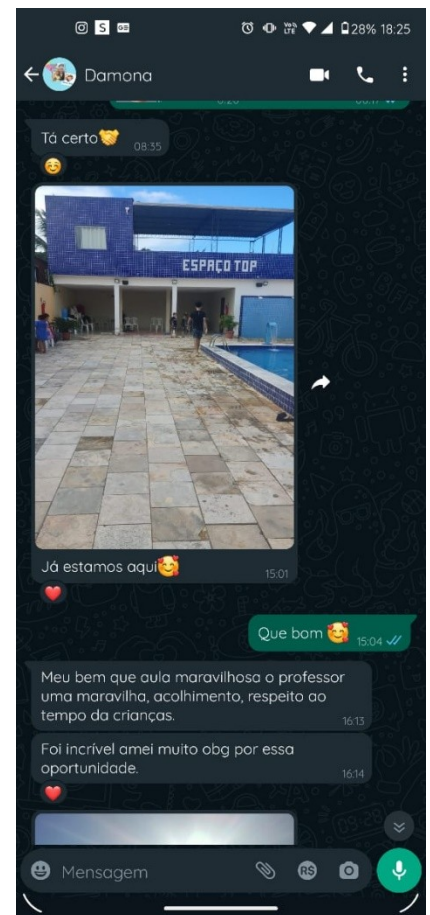 28% 18:25
Damona
Tá certo🤝 08:35
ESPAÇO TOP
Já estamos aqui🥰 15:01
Que bom 🥰 15:04
Meu bem que aula maravilhosa o professor
uma maravilha, acolhimento, respeito ao
tempo da crianças. 16:13
Foi incrível amei muito obg por essa
oportunidade. 16:14
Mensagem